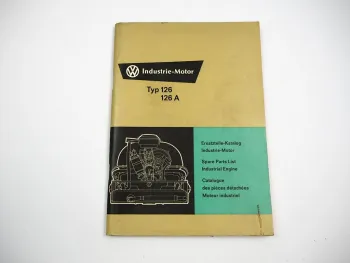 VW Industrie-Motor
Typ 126
126 A
Ersatzteile-Katalog
Industrie-Motor
Spare Parts List
Industrial Engine
Catalogue
des pièces détachées
Moteur industriel